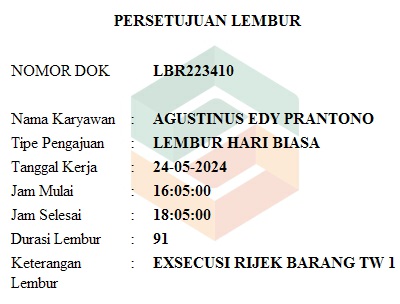 PERSETUJUAN LEMBUR
NOMOR DOK LBR223410
Nama Karyawan : AGUSTINUS EDY PRANTONO
Tipe Pengajuan : LEMBUR HARI BIASA
Tanggal Kerja : 24-05-2024
Jam Mulai : 16:05:00
Jam Selesai : 18:05:00
Durasi Lembur : 91
Keterangan : EXSECUSI RIJEK BARANG TW 1
Lembur